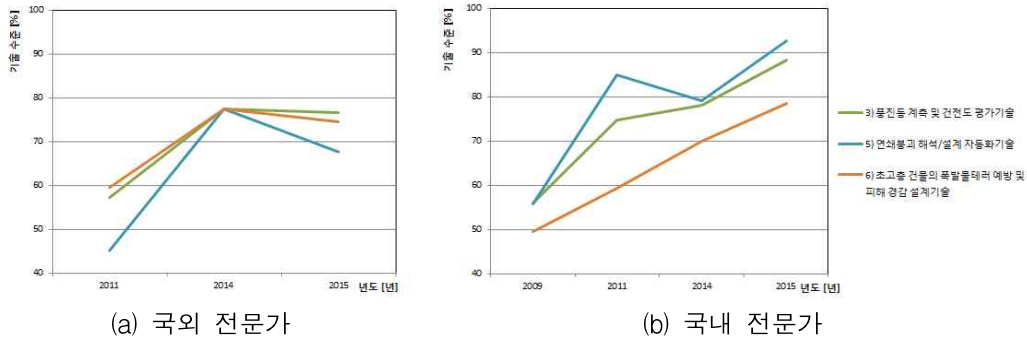 기술 수준 [%]
100
90
80
70
60
50
40
2011
2014
2015
년도 [년]
(a) 국외 전문가
기술 수준 [%]
100
90
80
70
60
50
40
2009
2011
2014
2015
년도 [년]
(b) 국내 전문가
3) 풍진동 계측 및 건전도 평가기술
5) 연쇄붕괴 해석/설계 자동화기술
6) 초고층 건물의 폭발물테러 예방 및
피해 경감 설계기술